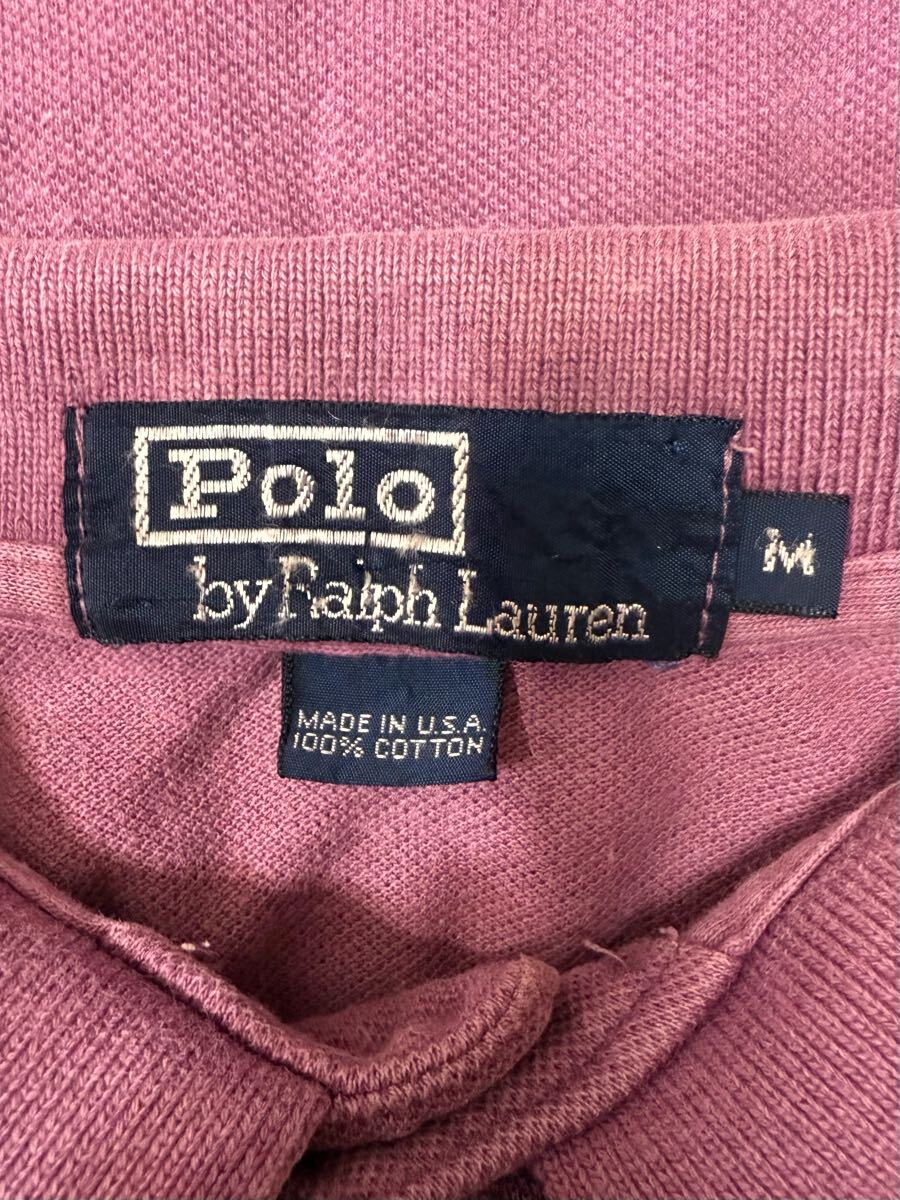 Polo
by Ralph Lauren
M
MADE IN U.S.A.
100% COTTON